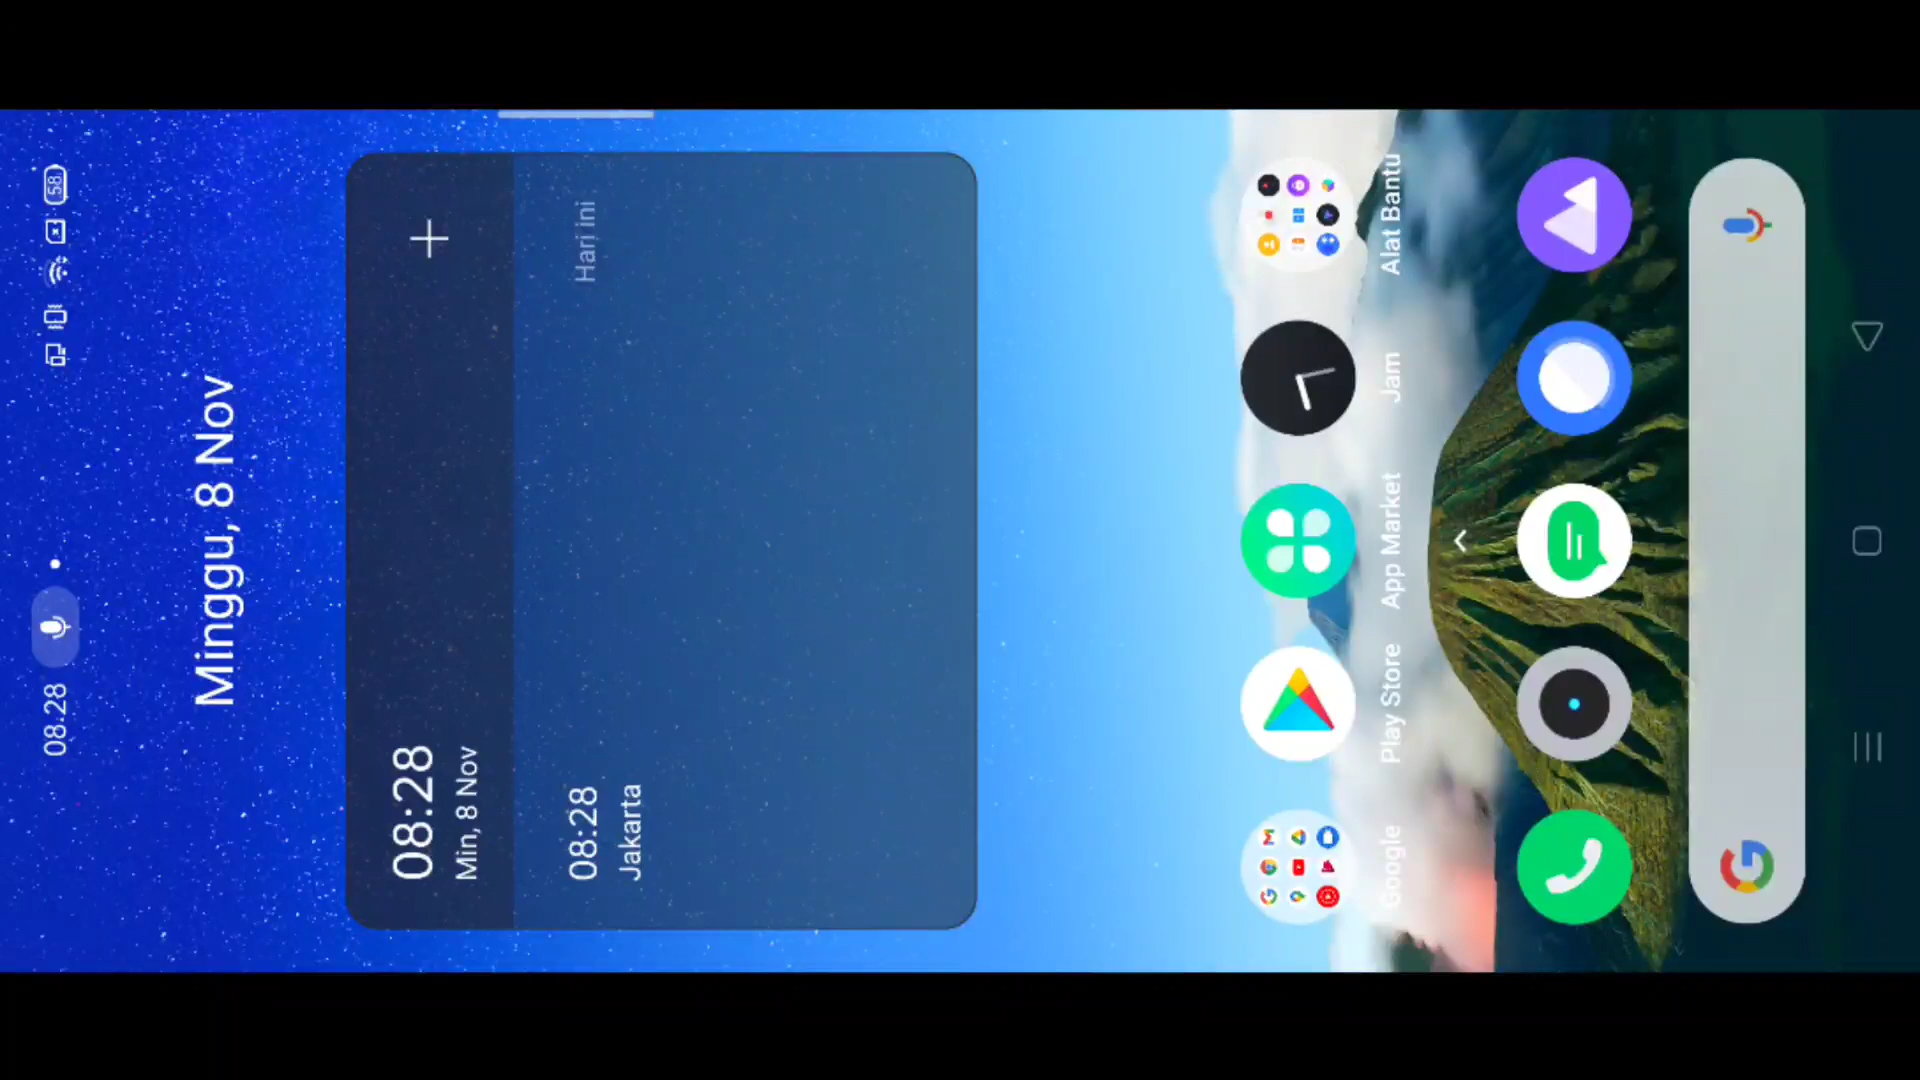 08.28
58
Minggu, 8 Nov
08:28
Min, 8 Nov
08:28
Hari ini
Jakarta
Google
Play Store
App Market
Jam
Alat Bantu